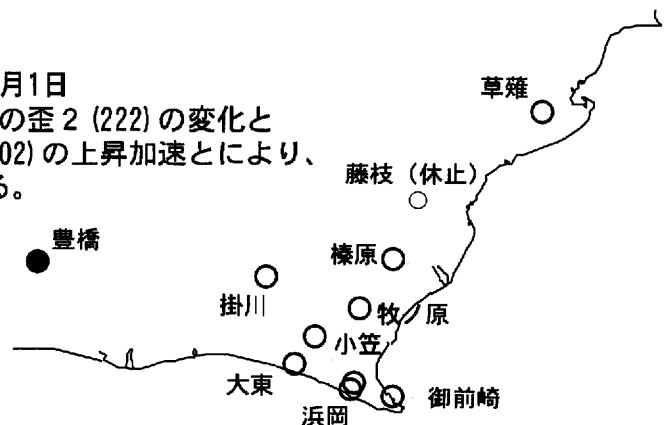 月1日
の歪2(222)の変化と
02)の上昇加速とにより、
る。
草薙
藤枝(休止)
豊橋
榛原
掛川
牧ノ原
小笠
大東
浜岡
御前崎